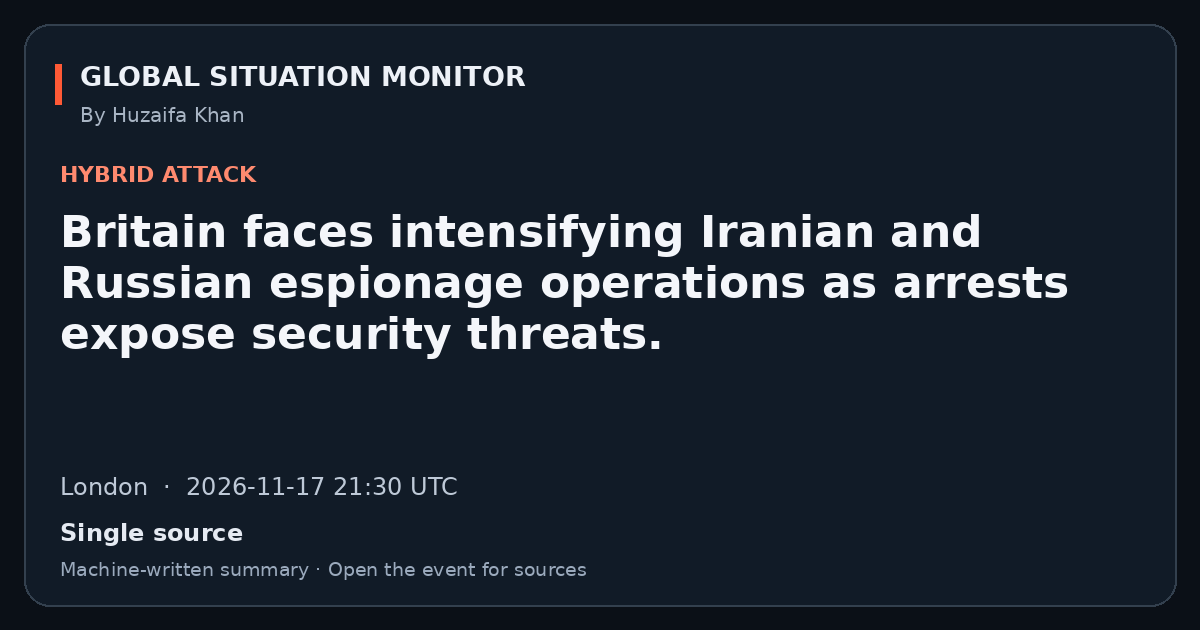 GLOBAL SITUATION MONITOR
By Huzaifa Khan
HYBRID ATTACK
Britain faces intensifying Iranian and
Russian espionage operations as arrests
expose security threats.
London · 2026-11-17 21:30 UTC
Single source
Machine-written summary · Open the event for sources